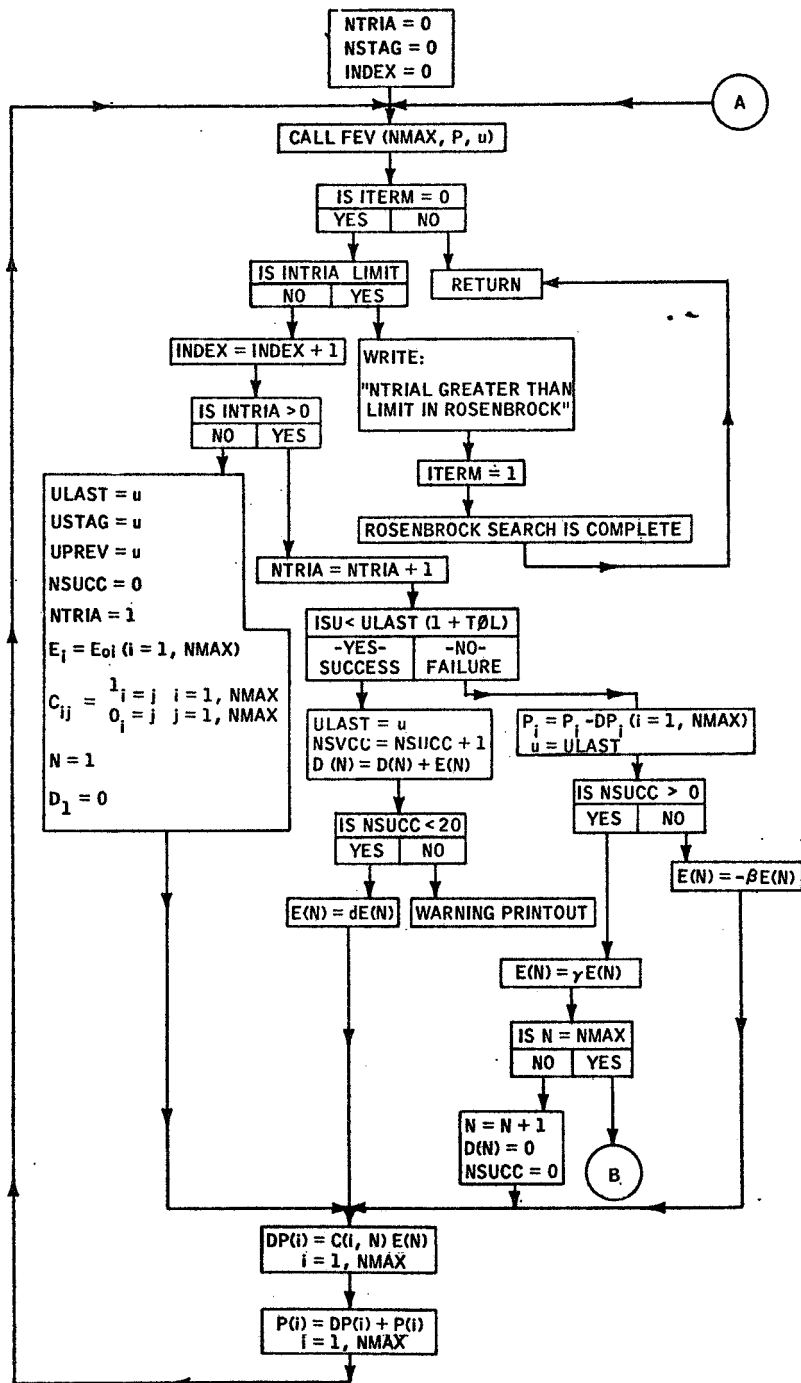 NTRIA = 0
NSTAG = 0
INDEX = 0
A
CALL FEV (NMAX, P, u)
IS ITERM = 0
YES NO
IS INTRIA LIMIT
NO YES
RETURN
INDEX = INDEX + 1
WRITE:
"NTRIAL GREATER THAN
LIMIT IN ROSENBROCK"
IS INTRIA > 0
NO YES
ITERM = 1
ROSENBROCK SEARCH IS COMPLETE
ULAST = u
USTAG = u
UPREV = u
NSUCC = 0
NTRIA = 1
E_i = E_oi (i = 1, NMAX)
C_ij = 1 i = j i = 1, NMAX
0 i = j j = 1, NMAX
N = 1
D_1 = 0
NTRIA = NTRIA + 1
ISU < ULAST (1 + TØL)
-YES- -NO-
SUCCESS FAILURE
ULAST = u
NSVCC = NSUCC + 1
D (N) = D(N) + E(N)
P_i = P_i -DP_i (i = 1, NMAX)
u = ULAST
IS NSUCC > 0
YES NO
IS NSUCC < 20
YES NO
E(N) = -βE(N)
E(N) = dE(N)
WARNING PRINTOUT
E(N) = γE(N)
IS N = NMAX
NO YES
N = N + 1
D(N) = 0
NSUCC = 0
B
DP(i) = C(i, N) E(N)
i = 1, NMAX
P(i) = DP(i) + P(i)
i = 1, NMAX